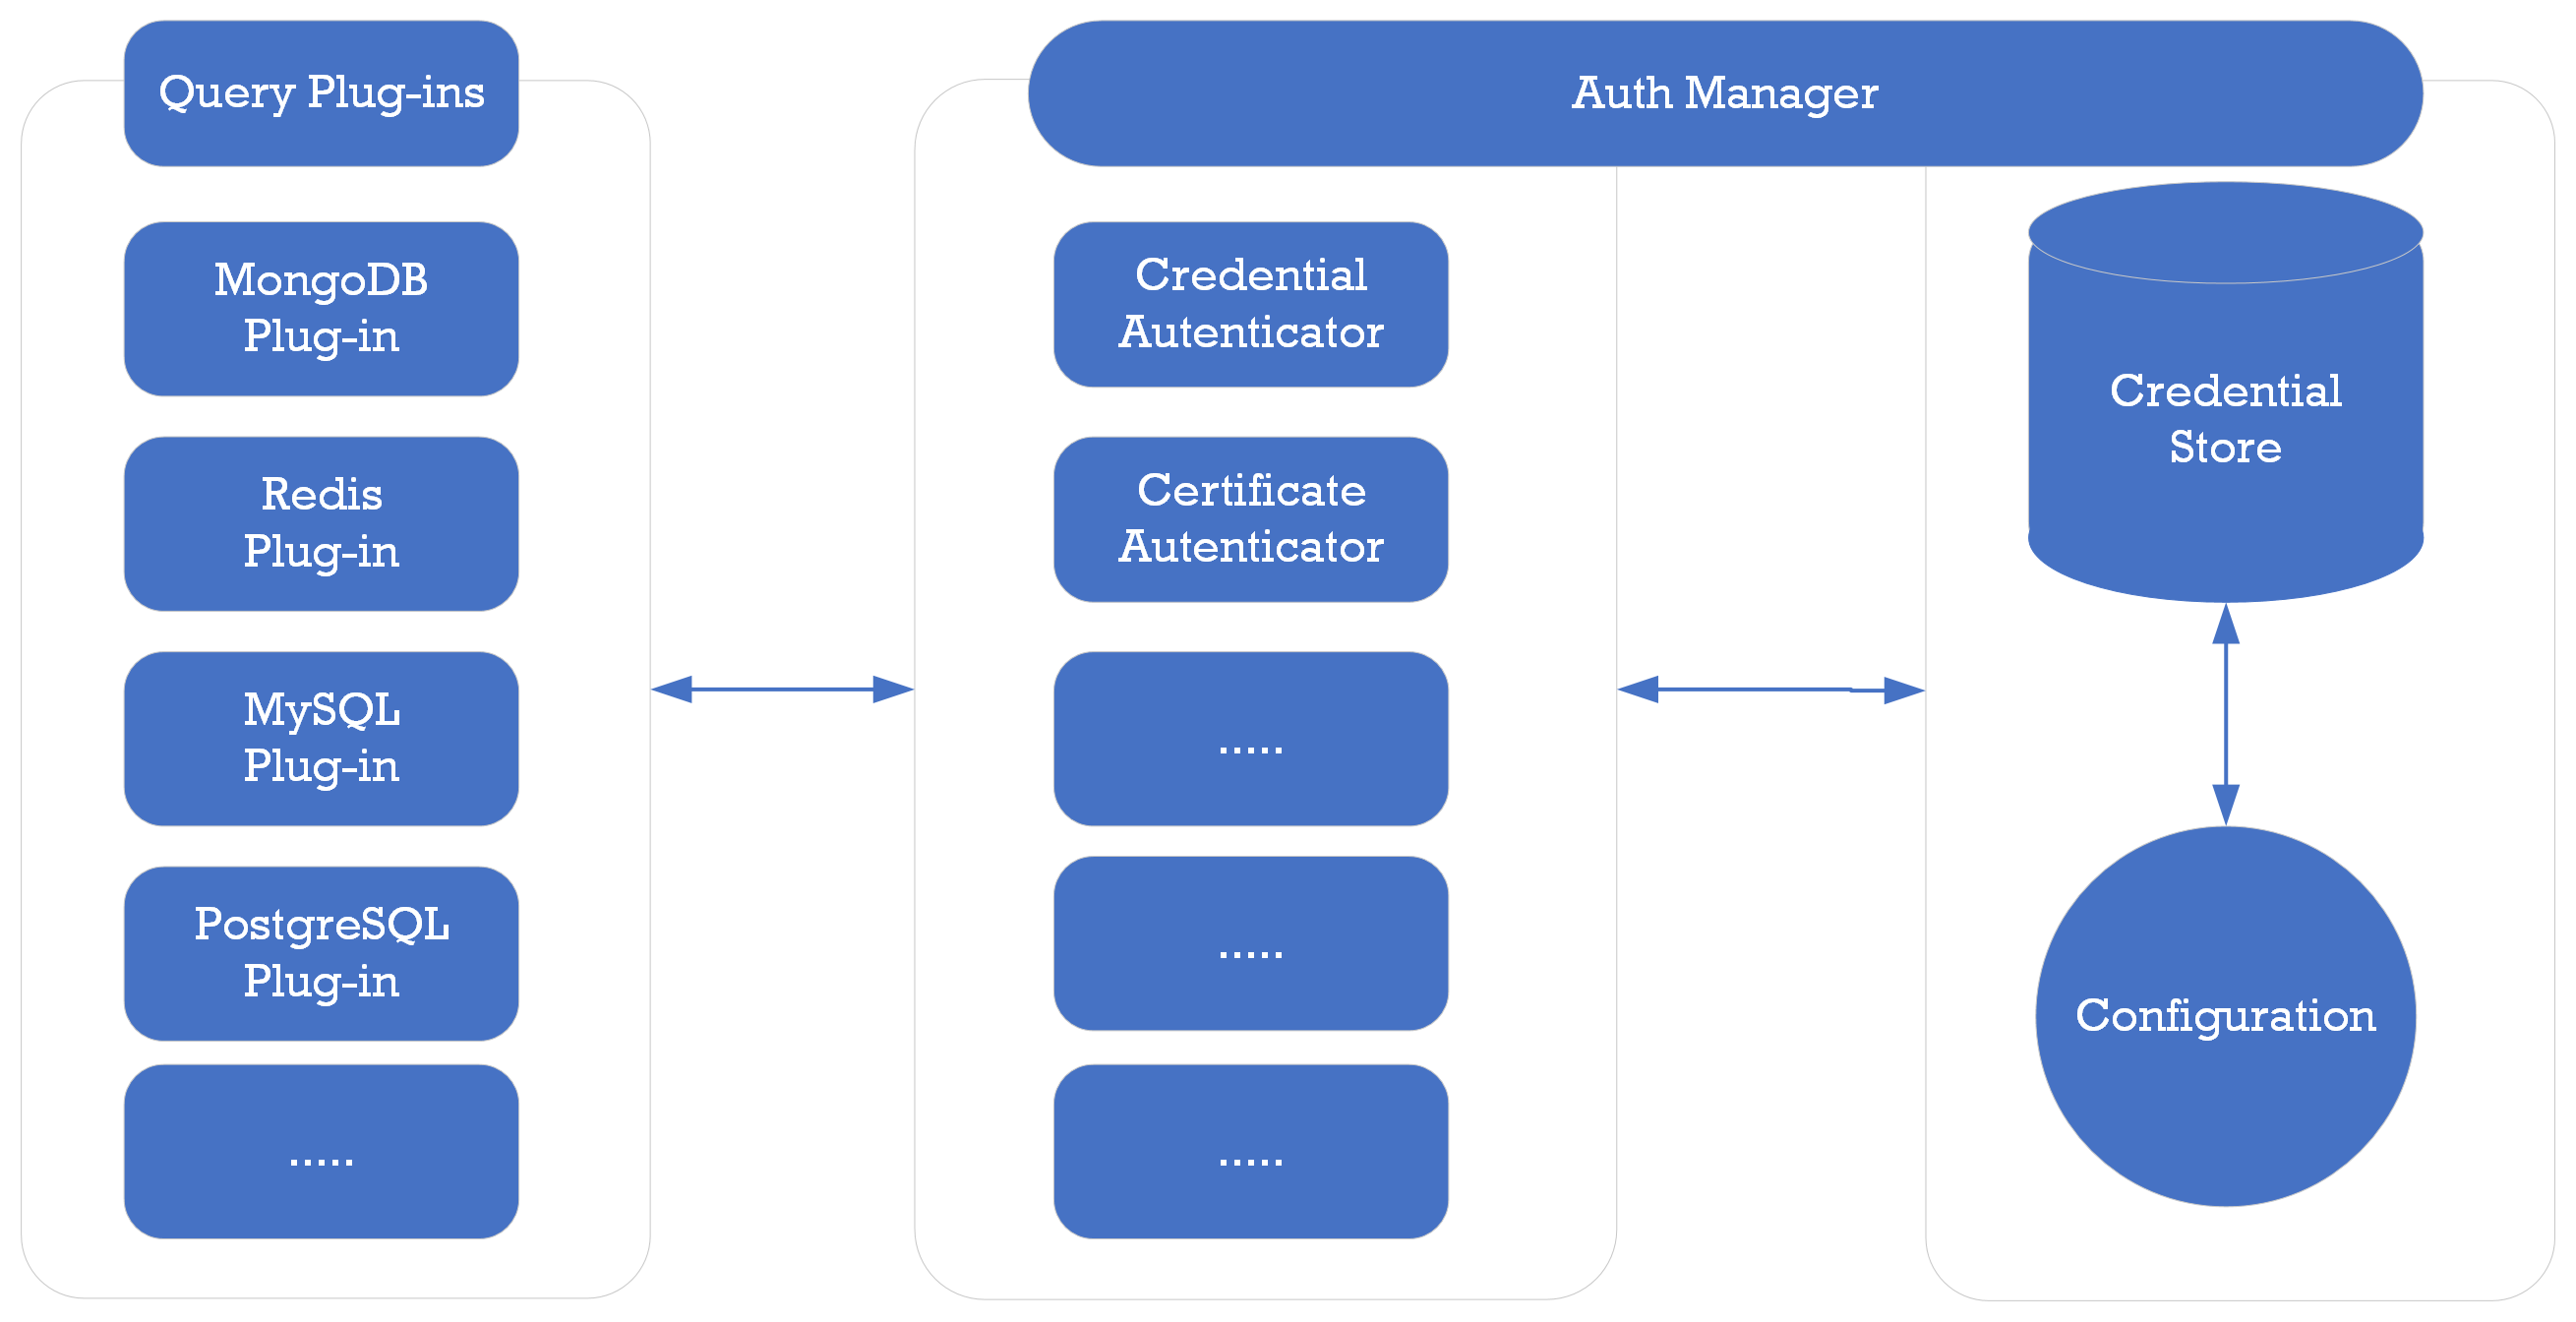 Query Plug-ins
MongoDB
Plug-in
Redis
Plug-in
MySQL
Plug-in
PostgreSQL
Plug-in
.....
Auth Manager
Credential
Autenticator
Certificate
Autenticator
.....
.....
.....
Credential
Store
Configuration